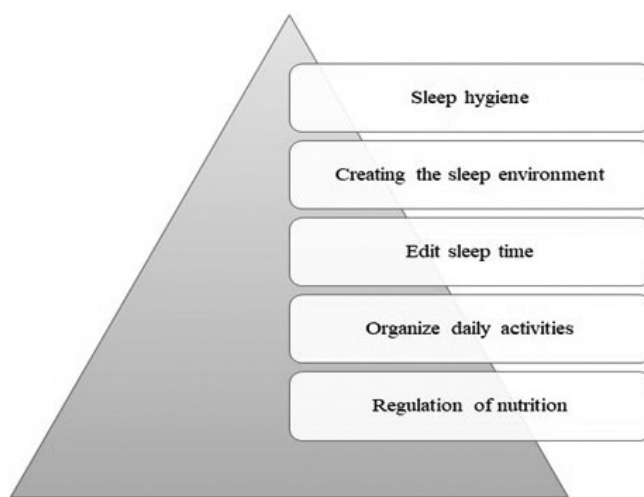 Sleep hygiene
Creating the sleep environment
Edit sleep time
Organize daily activities
Regulation of nutrition